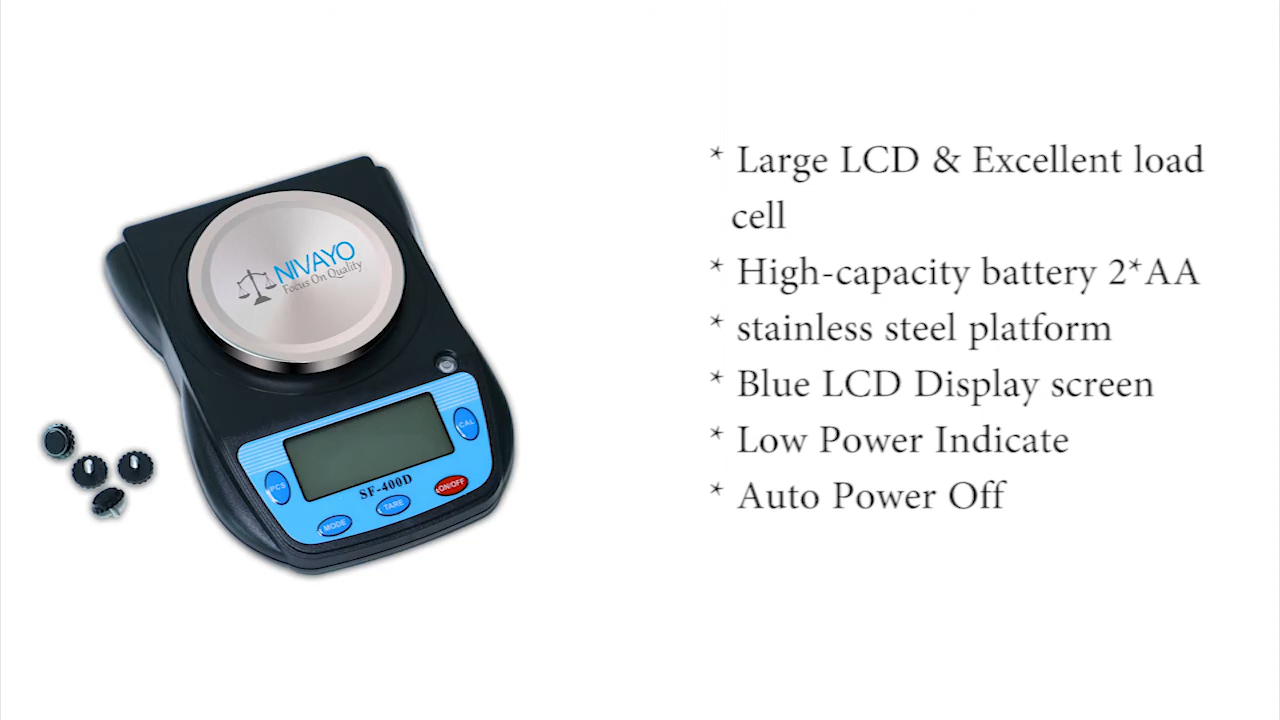 NIVAYO
Focus On Quality
CAL
PCS
SF-400D
ON/OFF
TARE
MODE
* Large LCD & Excellent load
cell
* High-capacity battery 2*AA
* stainless steel platform
* Blue LCD Display screen
* Low Power Indicate
* Auto Power Off